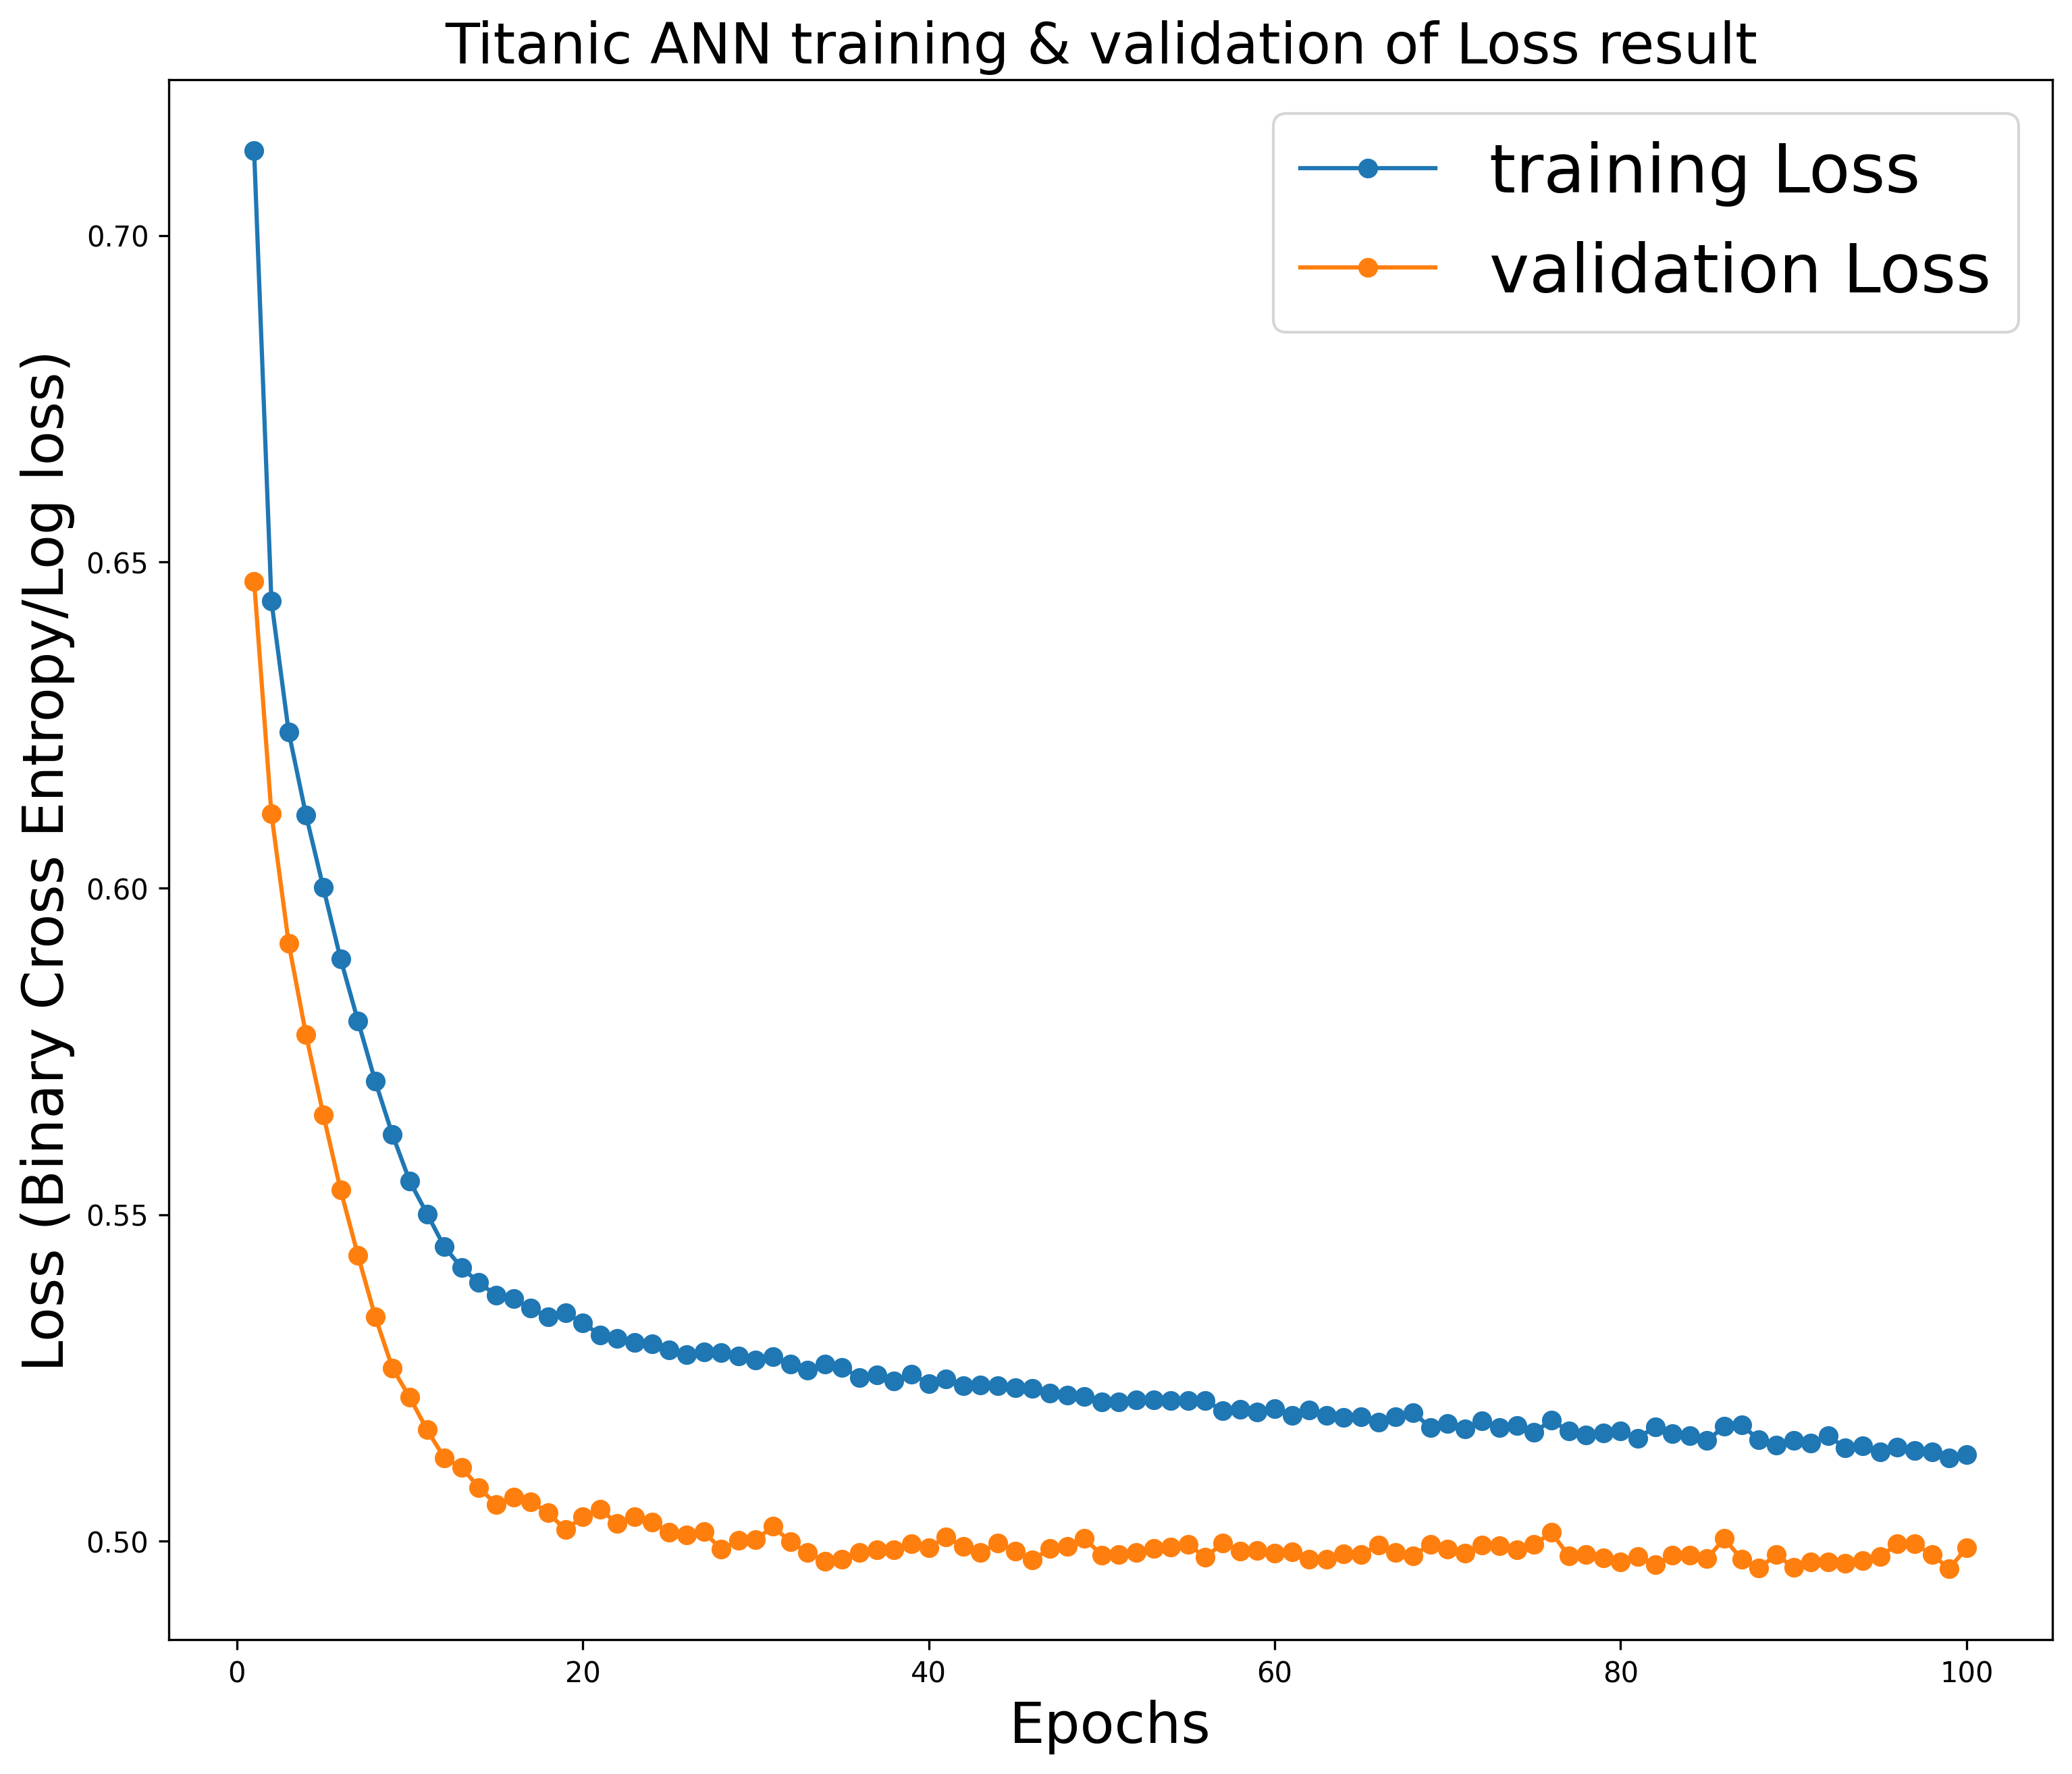 Titanic ANN training & validation of Loss result
training Loss
validation Loss
Loss (Binary Cross Entropy/Log loss)
0.70
0.65
0.60
0.55
0.50
0
20
40
60
80
100
Epochs